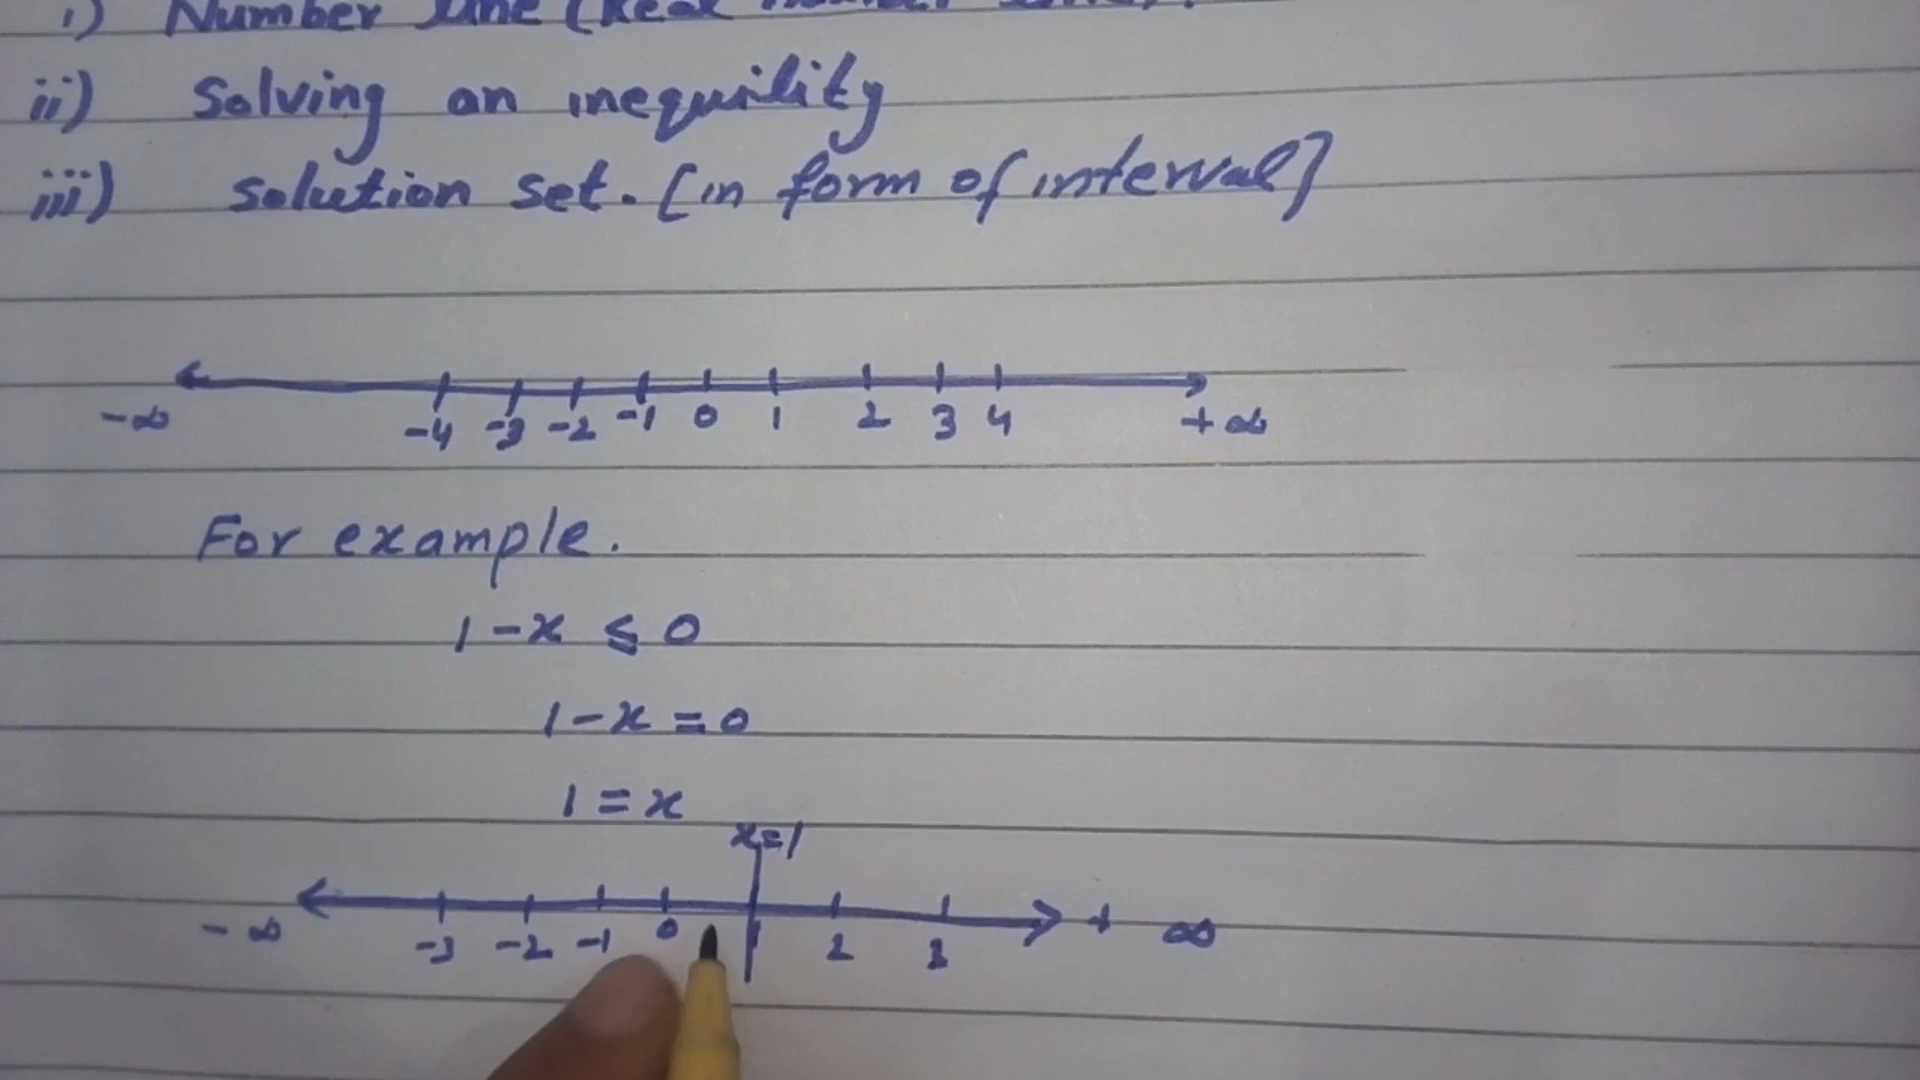 i) Number line (Real number line).
ii) Solving an inequility
iii) solution set. [in form of interval]
-∞ -4 -3 -2 -1 0 1 2 3 4 +∞
For example.
1-x ≤ 0
1-x = 0
1 = x
x=1
-∞ -3 -2 -1 0 1 2 3 + ∞